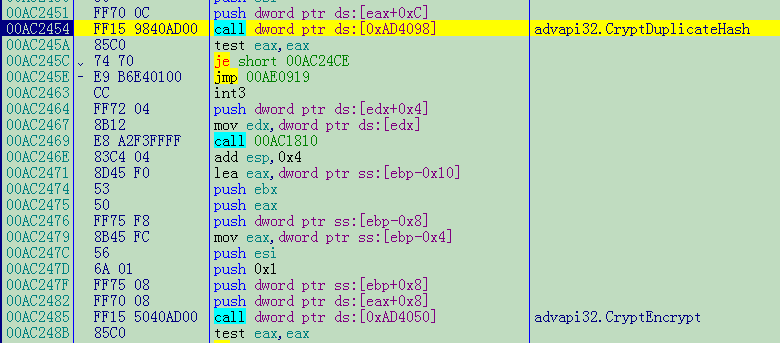 00AC2451 FF70 0C push dword ptr ds:[eax+0xC]
00AC2454 FF15 9840AD00 call dword ptr ds:[0xAD4098] advapi32.CryptDuplicateHash
00AC245A 85C0 test eax,eax
00AC245C 74 70 je short 00AC24CE
00AC245E - E9 B6E40100 jmp 00AE0919
00AC2463 CC int3
00AC2464 FF72 04 push dword ptr ds:[edx+0x4]
00AC2467 8B12 mov edx,dword ptr ds:[edx]
00AC2469 E8 A2F3FFFF call 00AC1810
00AC246E 83C4 04 add esp,0x4
00AC2471 8D45 F0 lea eax,dword ptr ss:[ebp-0x10]
00AC2474 53 push ebx
00AC2475 50 push eax
00AC2476 FF75 F8 push dword ptr ss:[ebp-0x8]
00AC2479 8B45 FC mov eax,dword ptr ss:[ebp-0x4]
00AC247C 56 push esi
00AC247D 6A 01 push 0x1
00AC247F FF75 08 push dword ptr ss:[ebp+0x8]
00AC2482 FF70 08 push dword ptr ds:[eax+0x8]
00AC2485 FF15 5040AD00 call dword ptr ds:[0xAD4050] advapi32.CryptEncrypt
00AC248B 85C0 test eax,eax